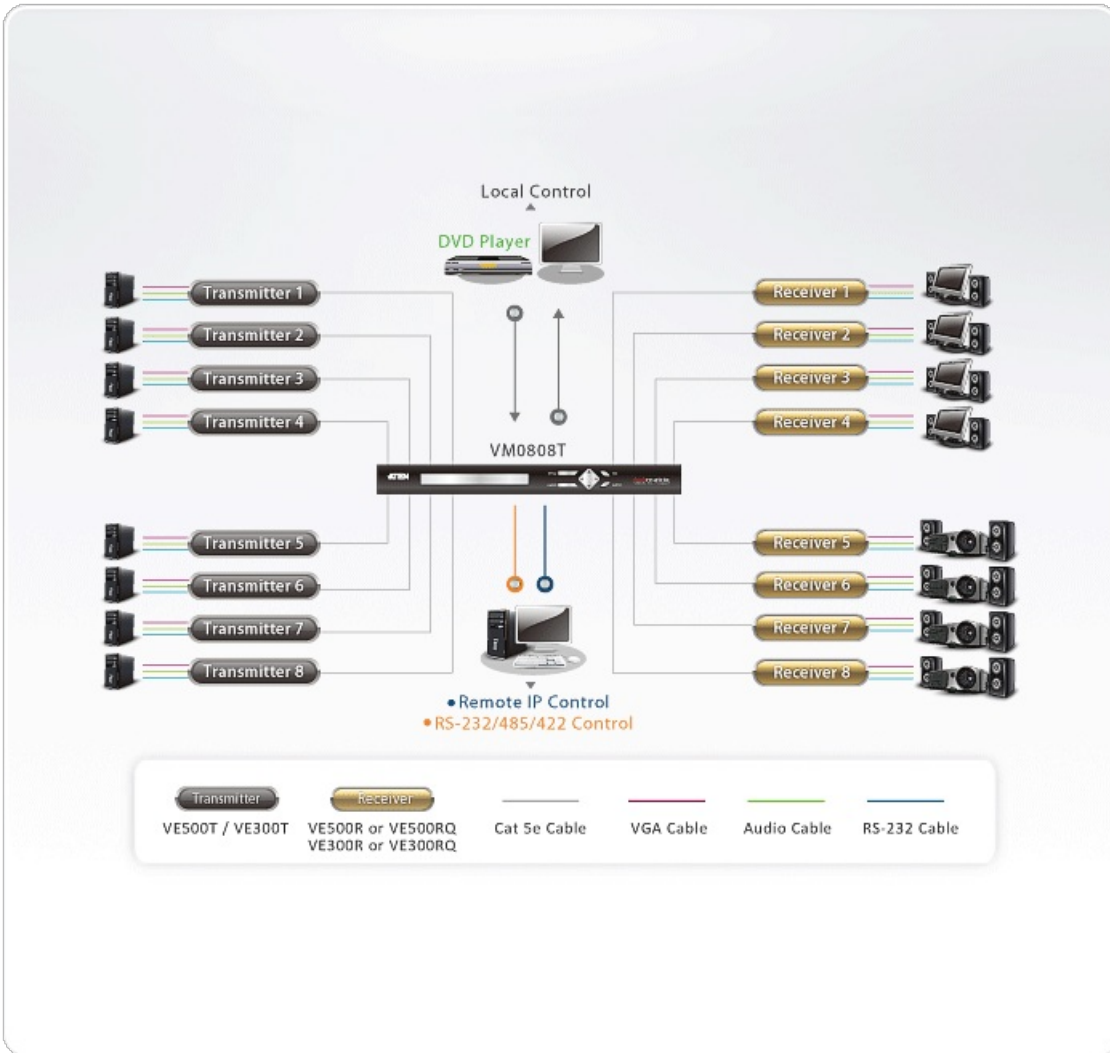 Local Control
DVD Player
Transmitter 1
Transmitter 2
Transmitter 3
Transmitter 4
Receiver 1
Receiver 2
Receiver 3
Receiver 4
VM0808T
ATEN
Transmitter 5
Transmitter 6
Transmitter 7
Transmitter 8
Receiver 5
Receiver 6
Receiver 7
Receiver 8
Remote IP Control
RS-232/485/422 Control
Transmitter
VE500T / VE300T
Receiver
VE500R or VE500RQ
VE300R or VE300RQ
Cat 5e Cable
VGA Cable
Audio Cable
RS-232 Cable